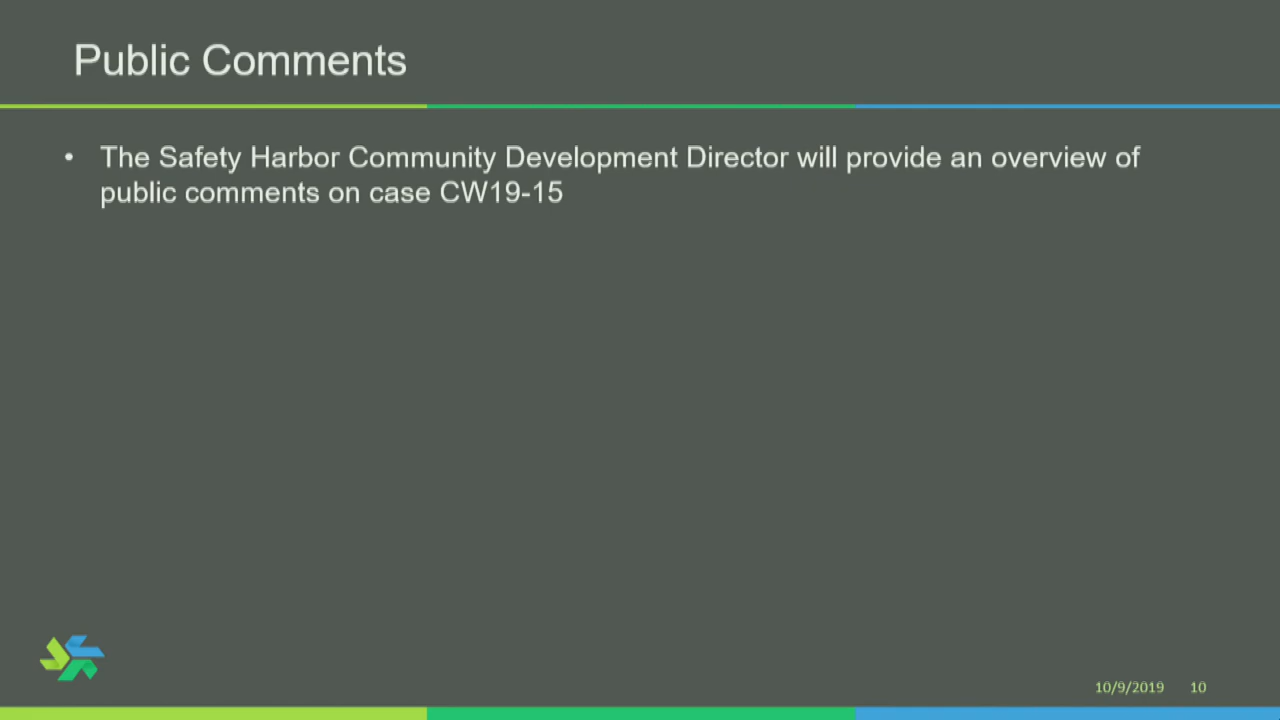 Public Comments
• The Safety Harbor Community Development Director will provide an overview of
public comments on case CW19-15
10/9/2019 10